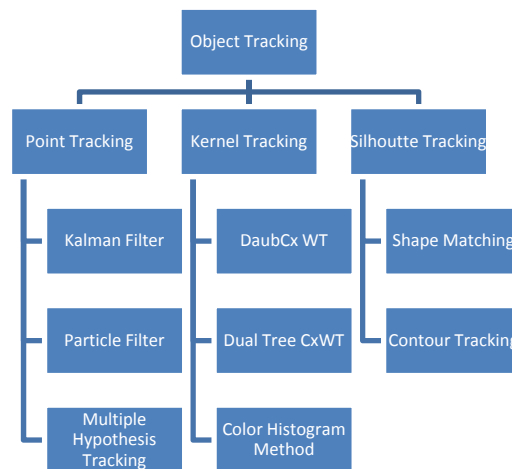 Object Tracking
Point Tracking
Kernel Tracking
Silhoutte Tracking
Kalman Filter
DaubCx WT
Shape Matching
Particle Filter
Dual Tree CxWT
Contour Tracking
Multiple
Hypothesis
Tracking
Color Histogram
Method